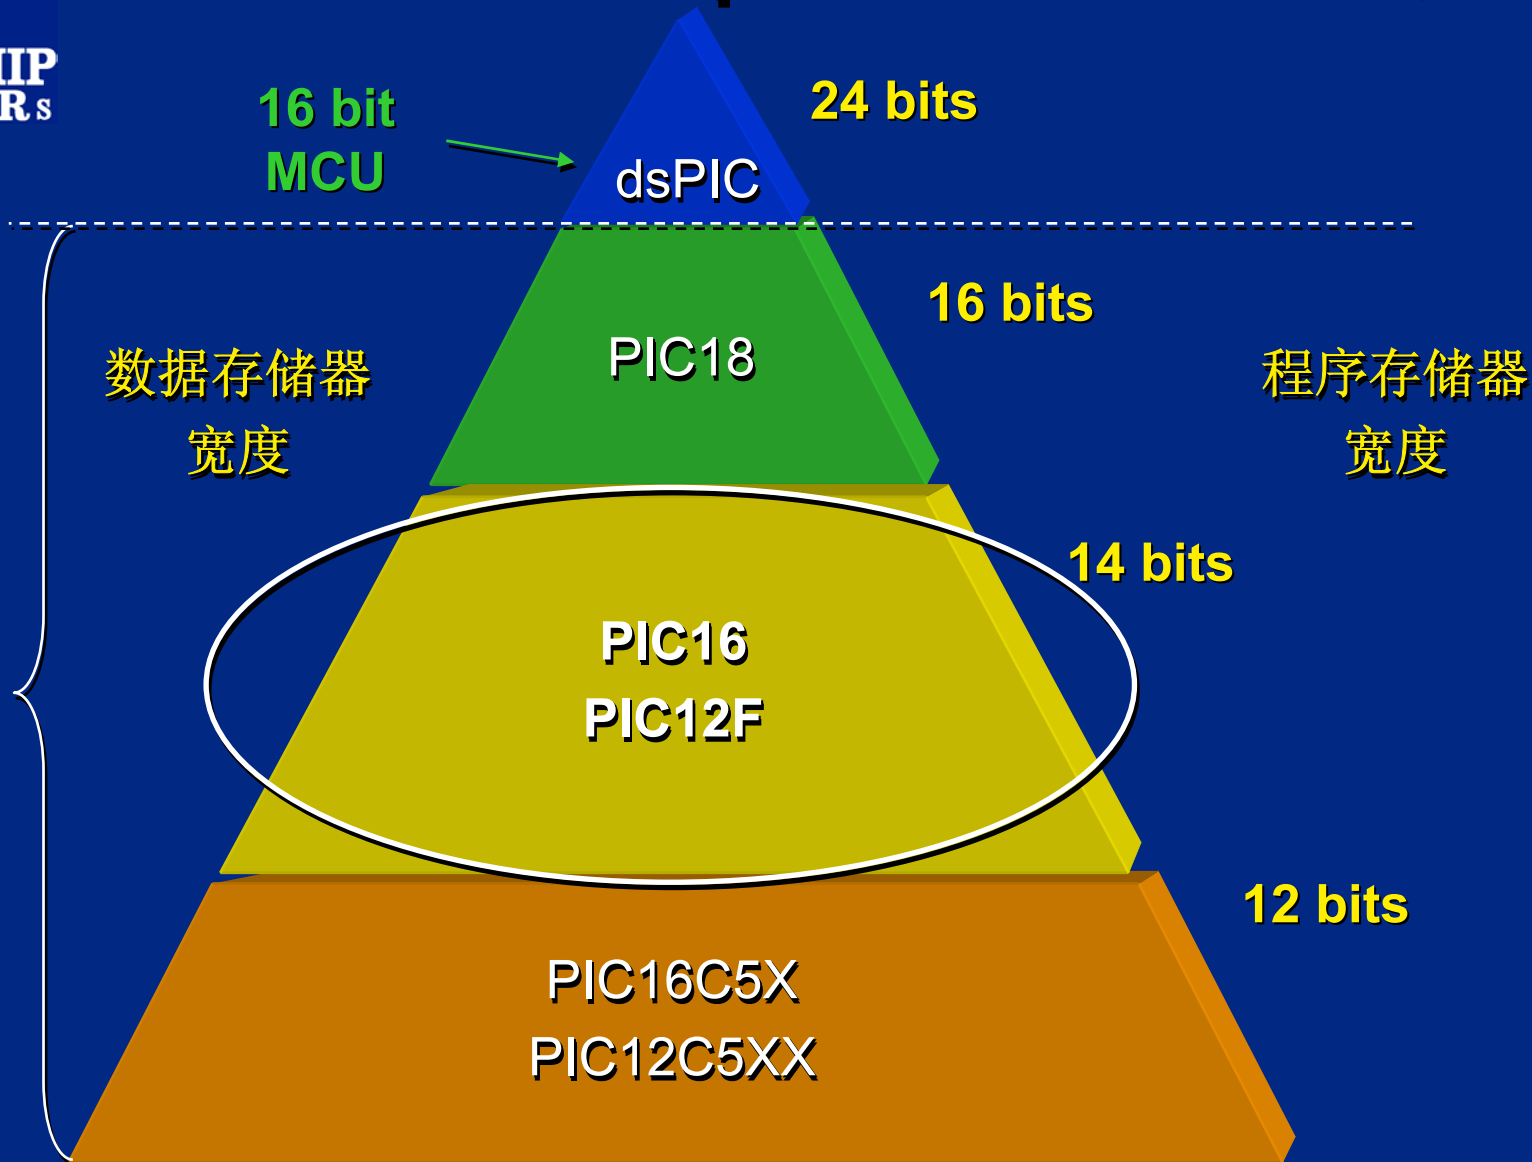 16 bit
MCU
24 bits
dsPIC
16 bits
PIC18
数据存储器
宽度
程序存储器
宽度
14 bits
PIC16
PIC12F
12 bits
PIC16C5X
PIC12C5XX